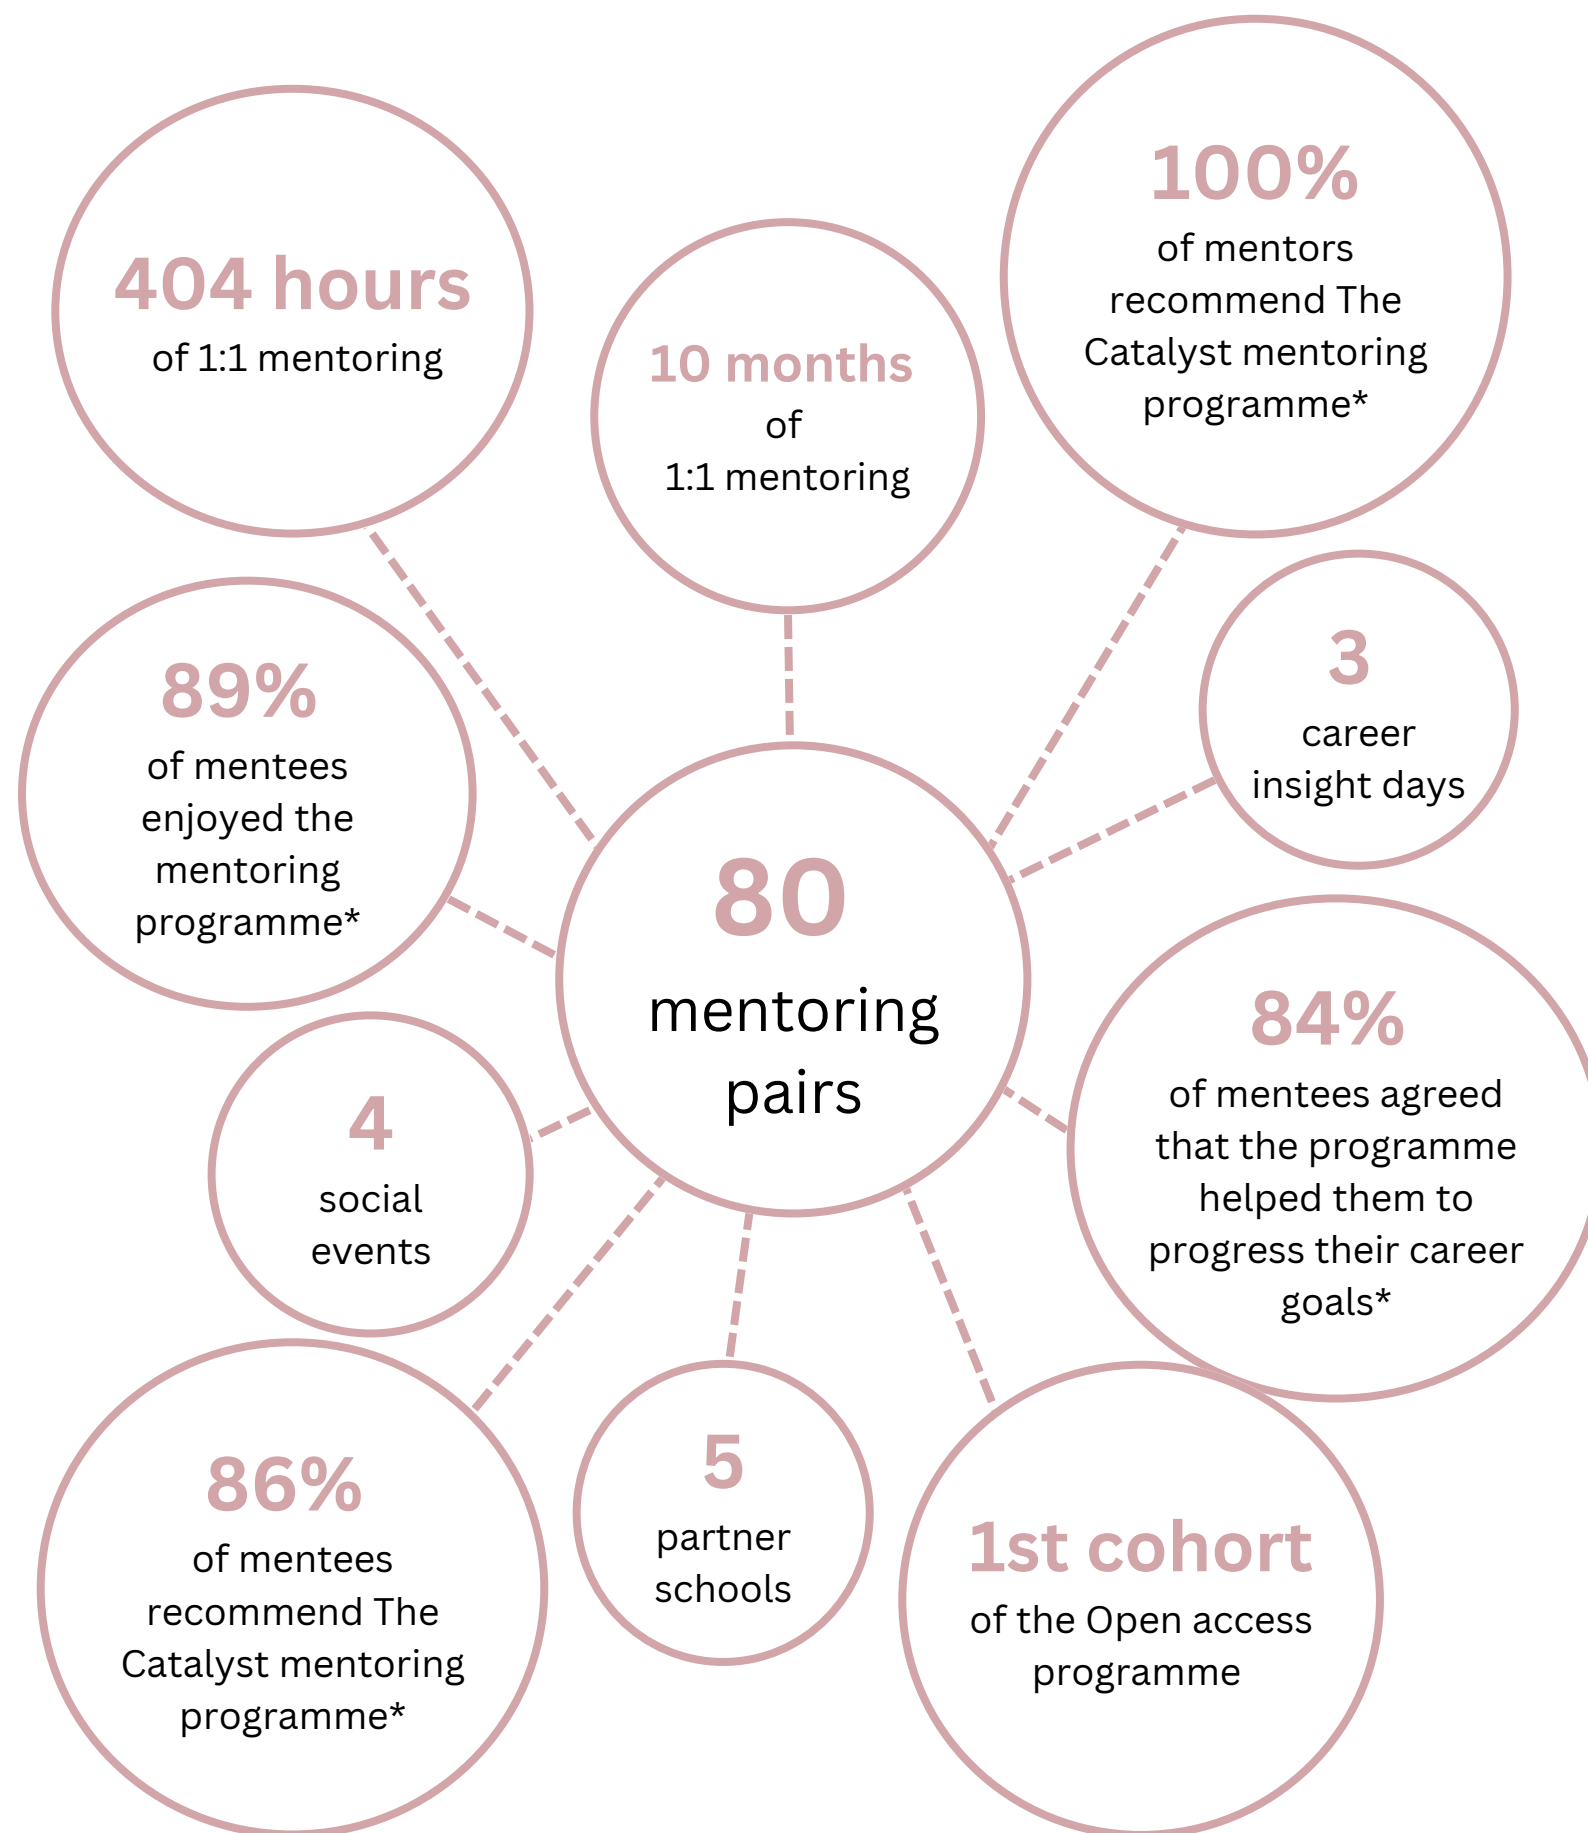 404 hours
of 1:1 mentoring
10 months
of
1:1 mentoring
100%
of mentors
recommend The
Catalyst mentoring
programme*
89%
of mentees
enjoyed the
mentoring
programme*
80
mentoring
pairs
3
career
insight days
4
social
events
84%
of mentees agreed
that the programme
helped them to
progress their career
goals*
86%
of mentees
recommend The
Catalyst mentoring
programme*
5
partner
schools
1st cohort
of the Open access
programme